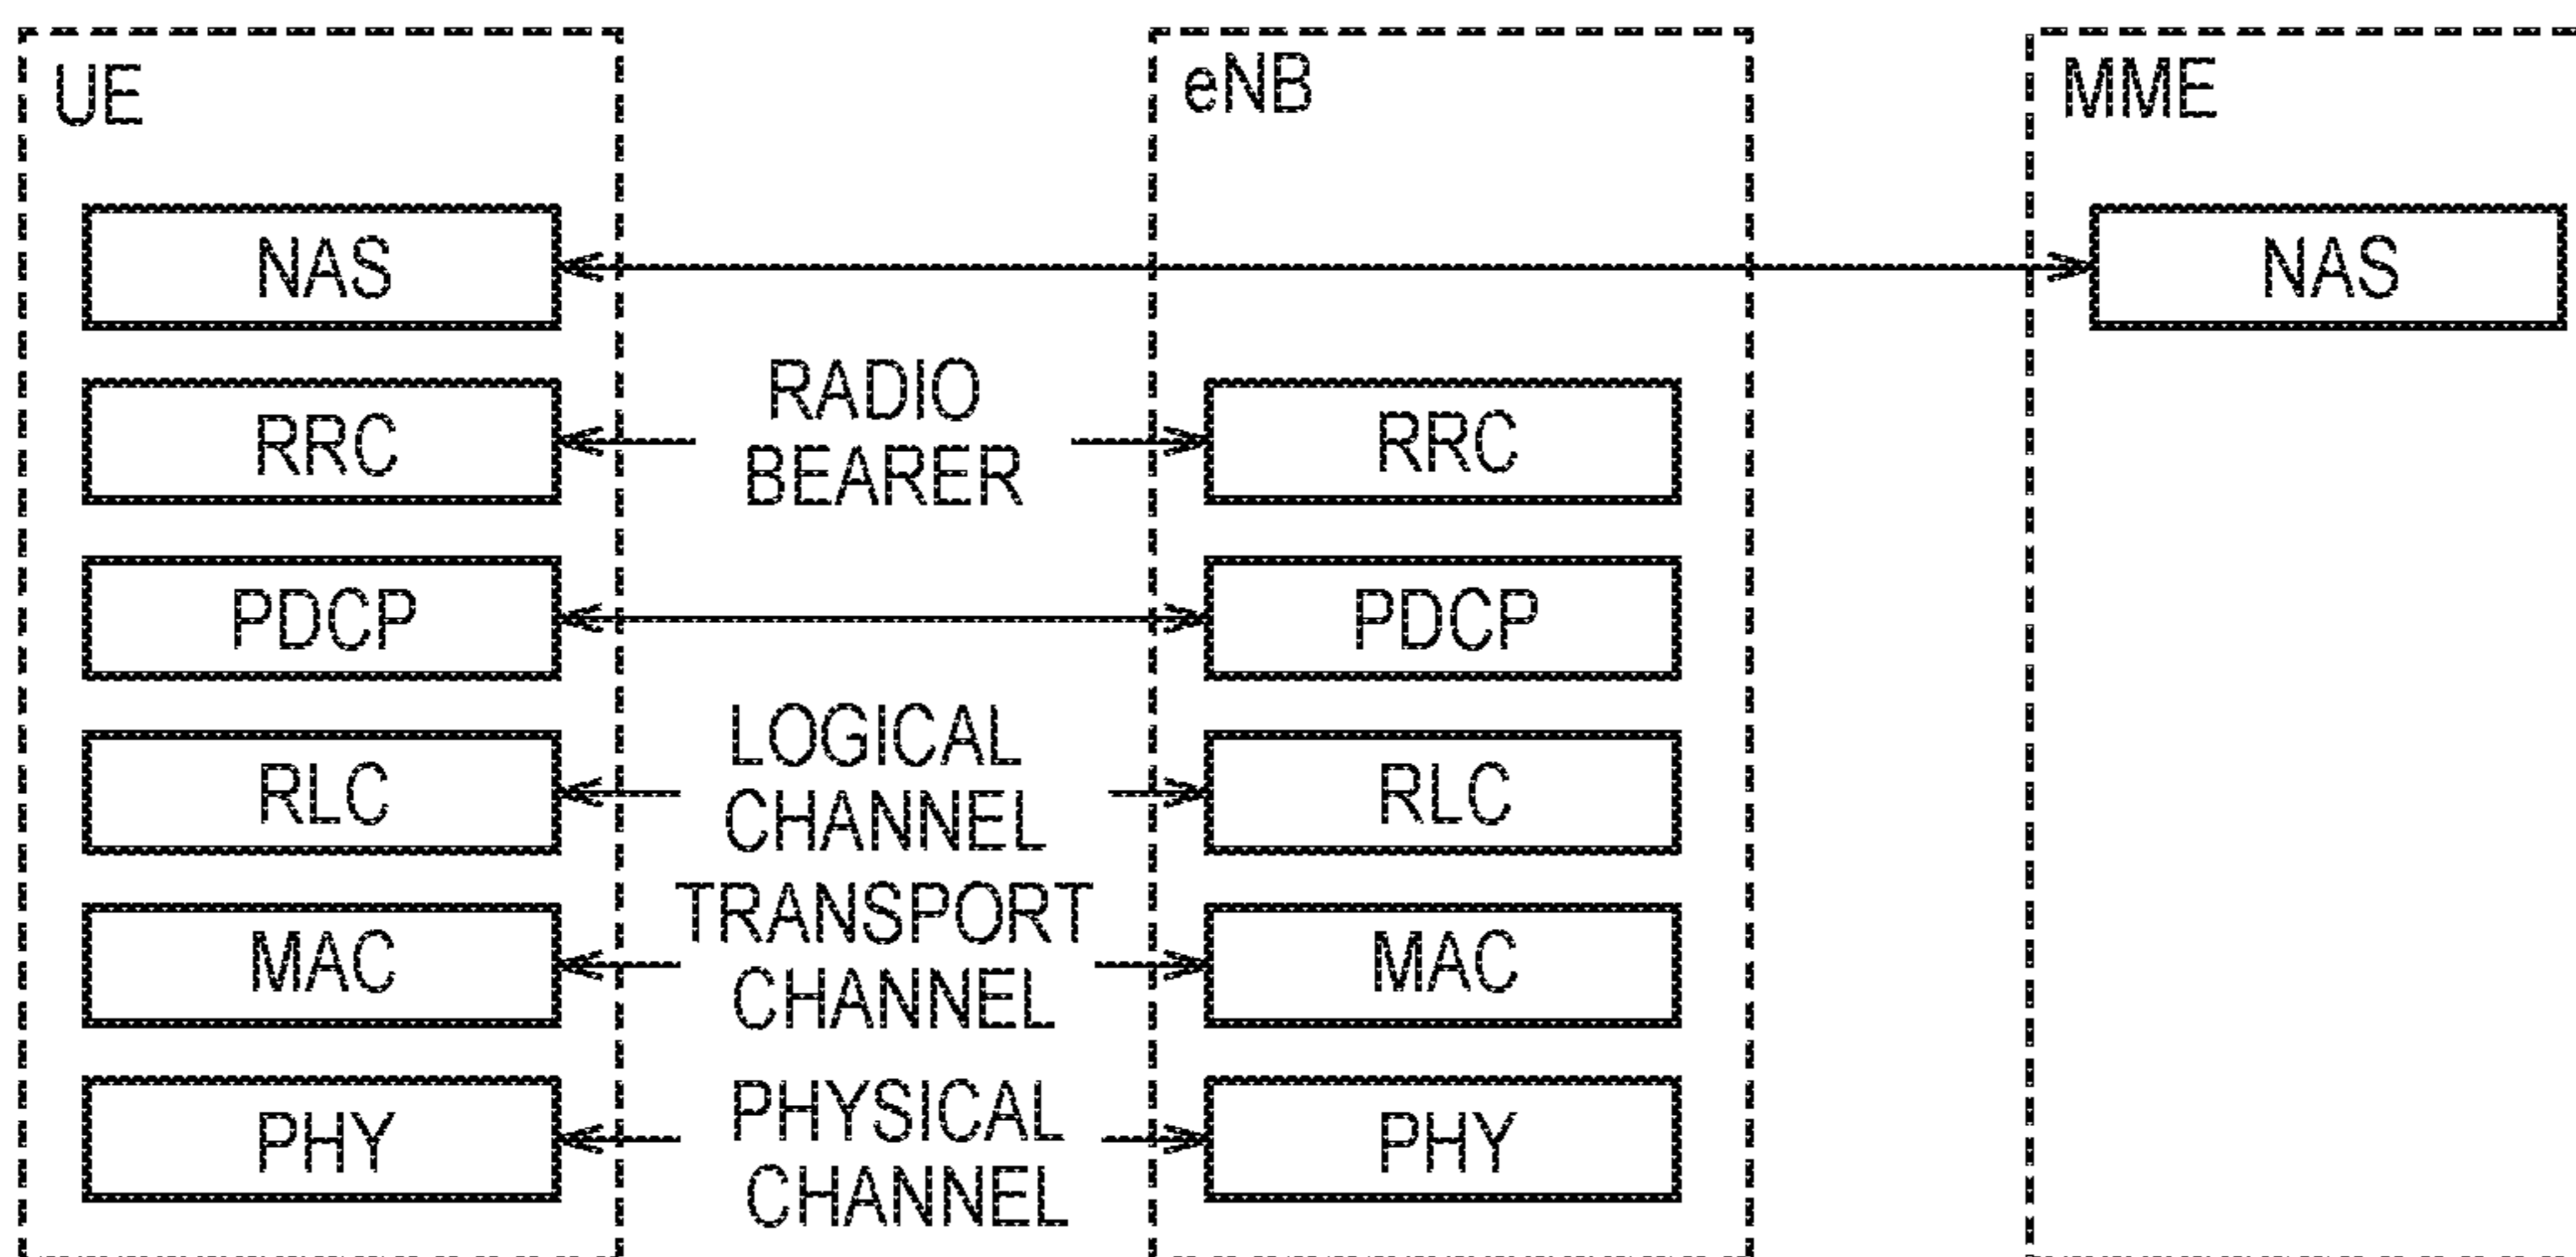 UE
eNB
MME
NAS
NAS
RRC
RADIO
BEARER
RRC
PDCP
PDCP
RLC
LOGICAL
CHANNEL
RLC
MAC
TRANSPORT
CHANNEL
MAC
PHY
PHYSICAL
CHANNEL
PHY